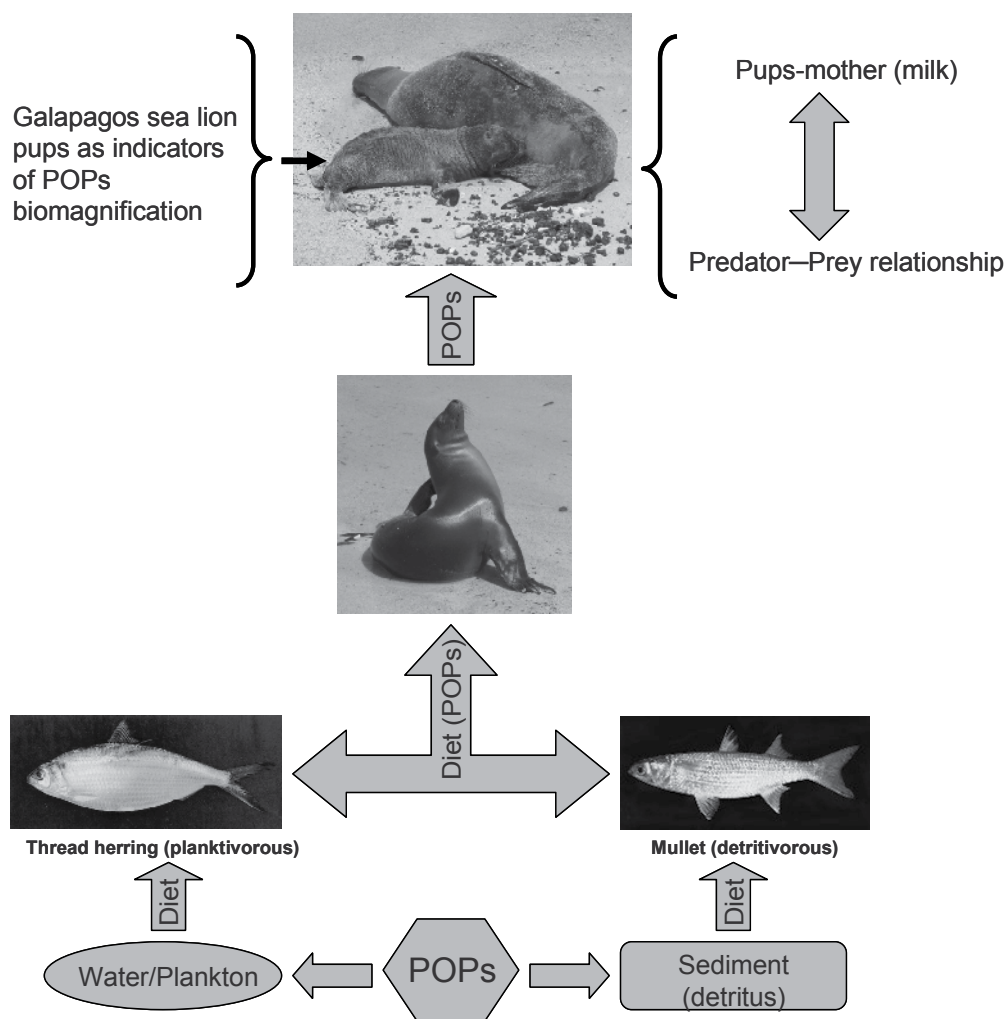 Galapagos sea lion
pups as indicators
of POPs
biomagnification
Pups-mother (milk)
Predator—Prey relationship
POPs
Diet (POPs)
Thread herring (planktivorous)
Mullet (detritivorous)
Diet
Diet
Water/Plankton
POPs
Sediment
(detritus)